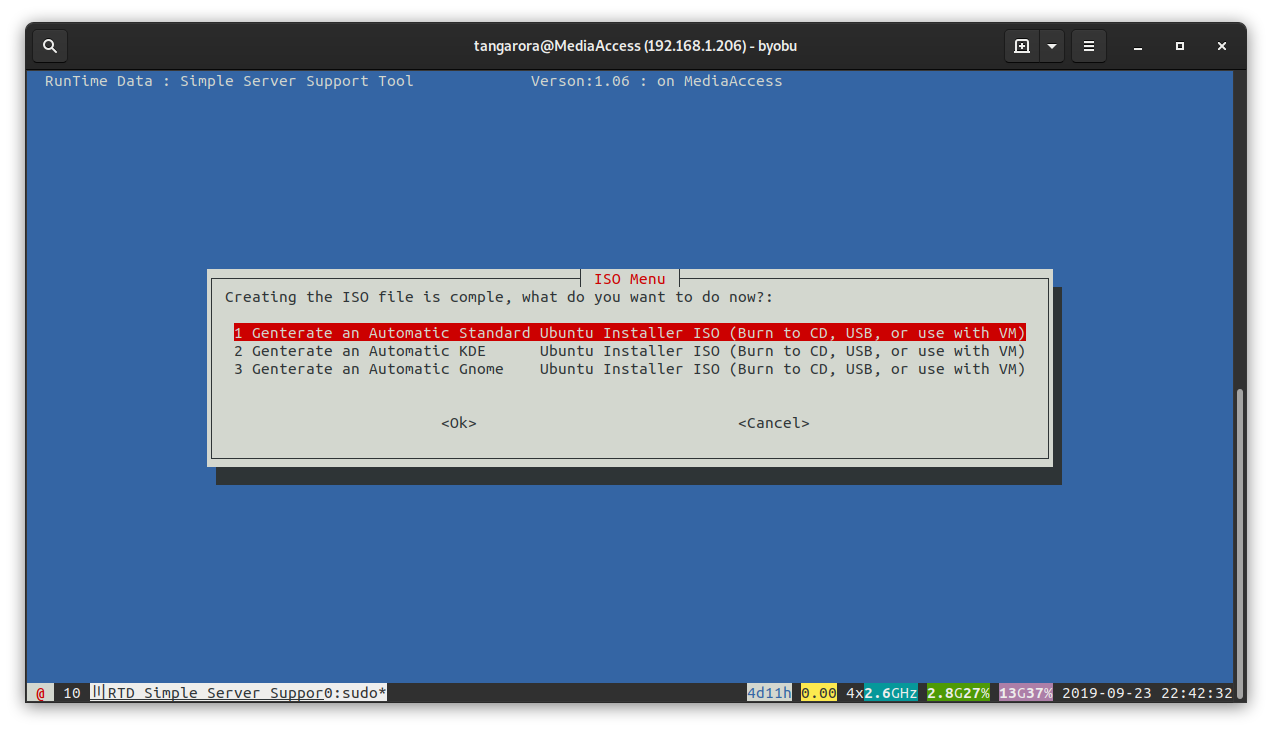 tangarora@MediaAccess (192.168.1.206) - byobu
RunTime Data : Simple Server Support Tool Verson:1.06 : on MediaAccess
ISO Menu
Creating the ISO file is comple, what do you want to do now?:
1 Genterate an Automatic Standard Ubuntu Installer ISO (Burn to CD, USB, or use with VM)
2 Genterate an Automatic KDE Ubuntu Installer ISO (Burn to CD, USB, or use with VM)
3 Genterate an Automatic Gnome Ubuntu Installer ISO (Burn to CD, USB, or use with VM)
<Ok> <Cancel>
@ 10 RTD Simple Server Suppor0:sudo* 4d11h 0.00 4x2.6GHz 2.8G27% 13G37% 2019-09-23 22:42:32